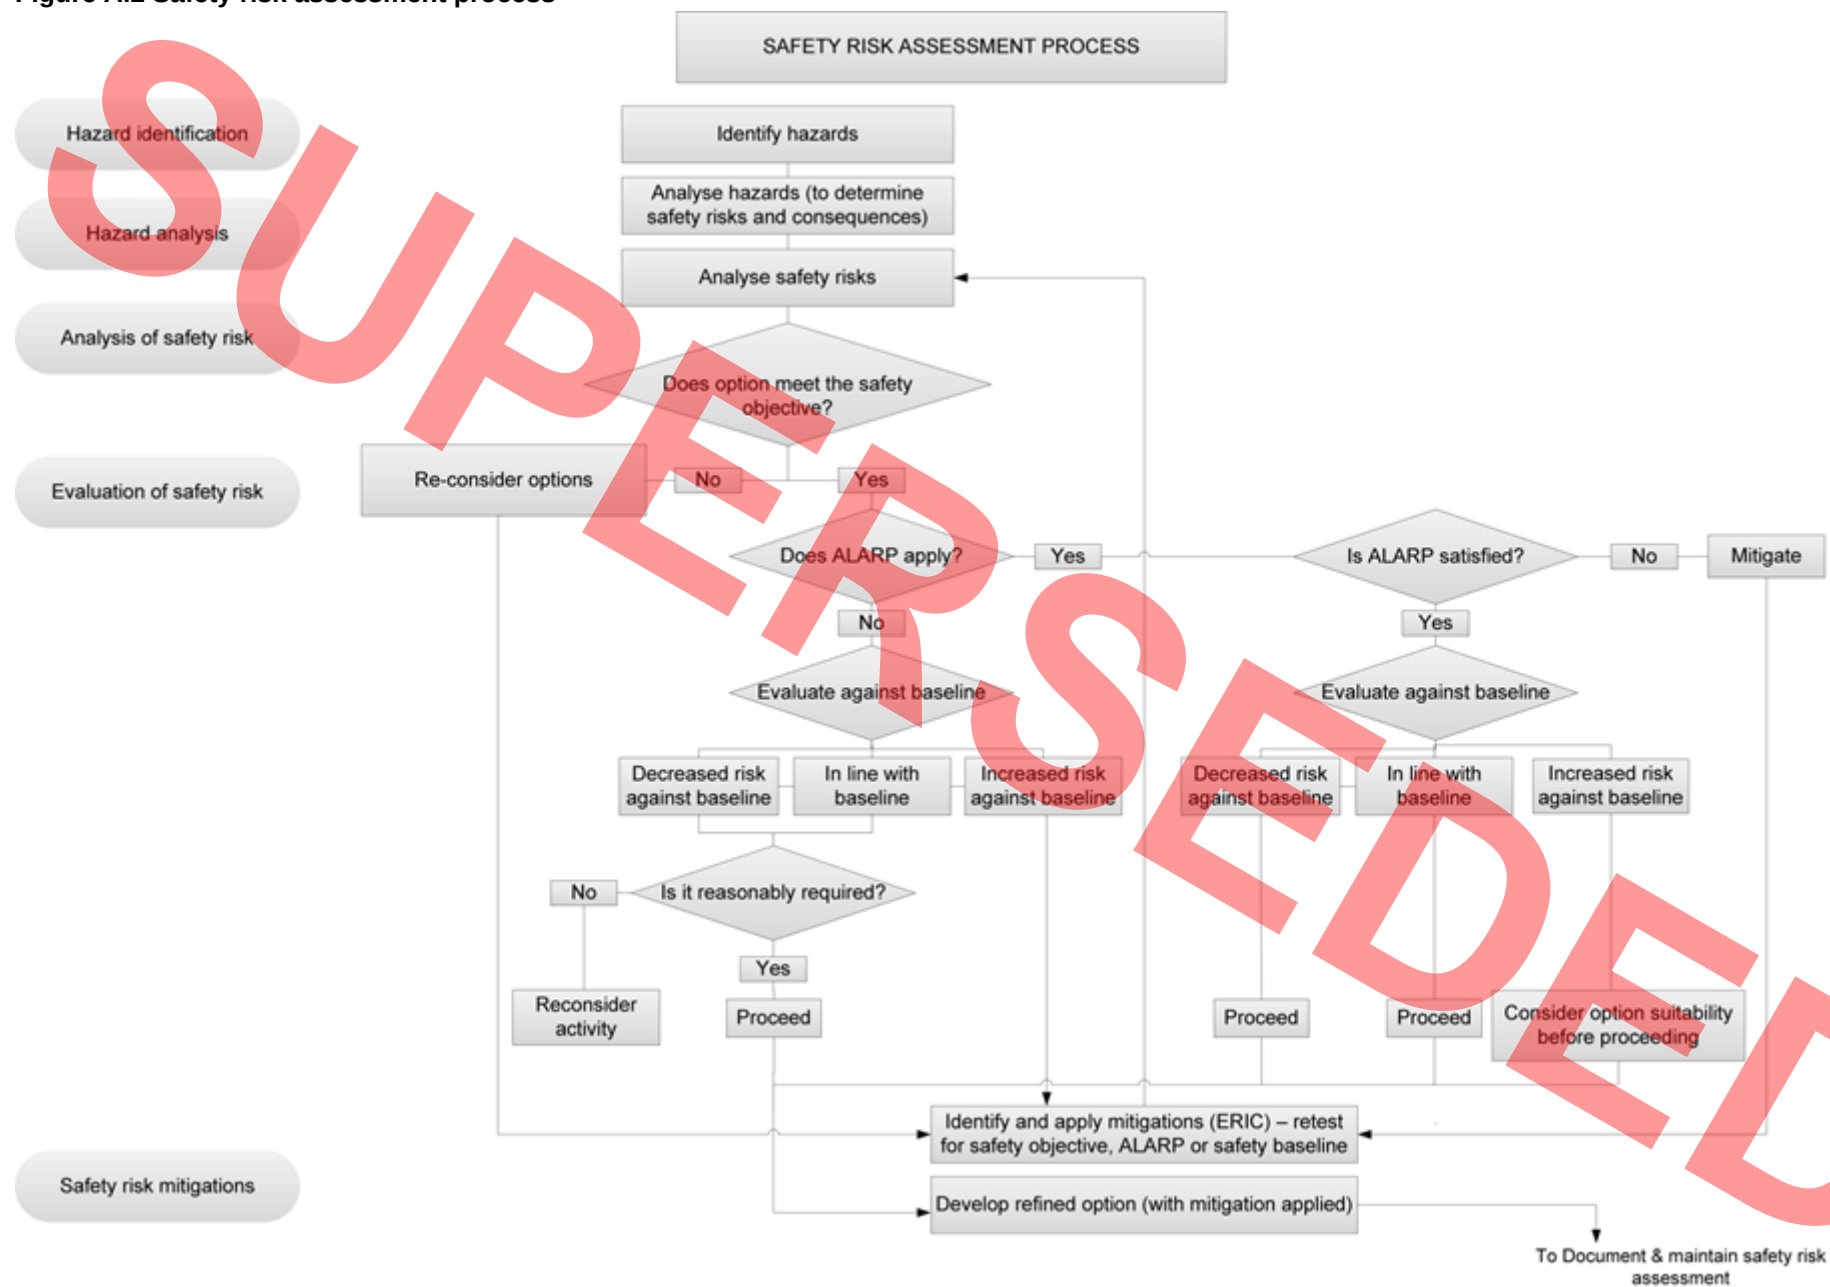 Figure A.2 Safety risk assessment process
SAFETY RISK ASSESSMENT PROCESS
Hazard identification
Identify hazards
Analyse hazards (to determine
safety risks and consequences)
Hazard analysis
Analyse safety risks
Analysis of safety risk
Does option meet the safety
objective?
Evaluation of safety risk
Re-consider options
No
Yes
Does ALARP apply?
Yes
Is ALARP satisfied?
No
Mitigate
No
Yes
Evaluate against baseline
Evaluate against baseline
Decreased risk
against baseline
In line with
baseline
Increased risk
against baseline
Decreased risk
against baseline
In line with
baseline
Increased risk
against baseline
No
Is it reasonably required?
Yes
Reconsider
activity
Proceed
Proceed
Proceed
Consider option suitability
before proceeding
Identify and apply mitigations (ERIC) – retest
for safety objective, ALARP or safety baseline
Safety risk mitigations
Develop refined option (with mitigation applied)
To Document & maintain safety risk
assessment
SUPERSEDED